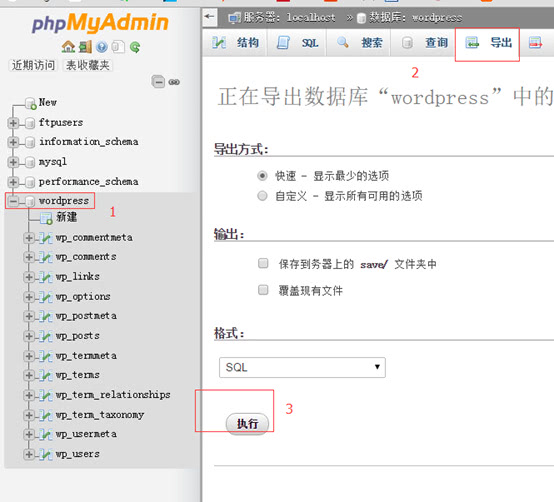 phpMyAdmin
近期访问 表收藏夹
New
ftpusers
information_schema
mysql
performance_schema
wordpress
1
新建
wp_commentmeta
wp_comments
wp_links
wp_options
wp_postmeta
wp_posts
wp_termmeta
wp_terms
wp_term_relationships
wp_term_taxonomy
wp_usermeta
wp_users
服务器: localhost » 数据库: wordpress
结构 SQL 搜索 查询 导出
2
正在导出数据库“wordpress”中的
导出方式:
快速 - 显示最少的选项
自定义 - 显示所有可用的选项
输出:
保存到务器上的 save/ 文件夹中
覆盖现有文件
格式:
SQL
执行
3